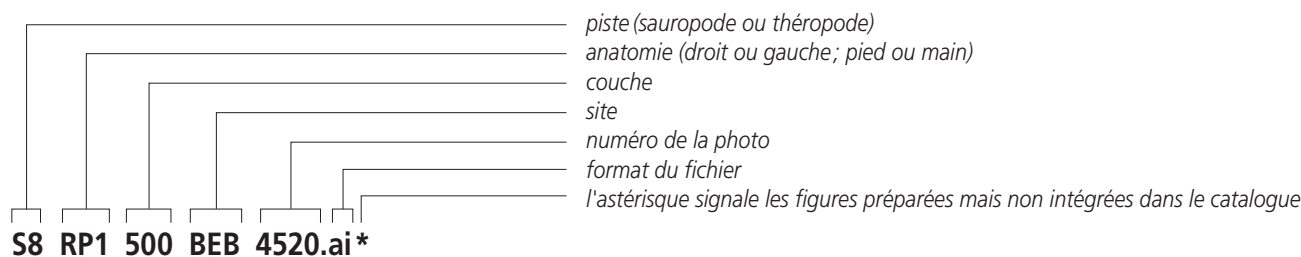 piste (sauropode ou théropode)
anatomie (droit ou gauche ; pied ou main)
couche
site
numéro de la photo
format du fichier
l'astérisque signale les figures préparées mais non intégrées dans le catalogue
S8 RP1 500 BEB 4520.ai*